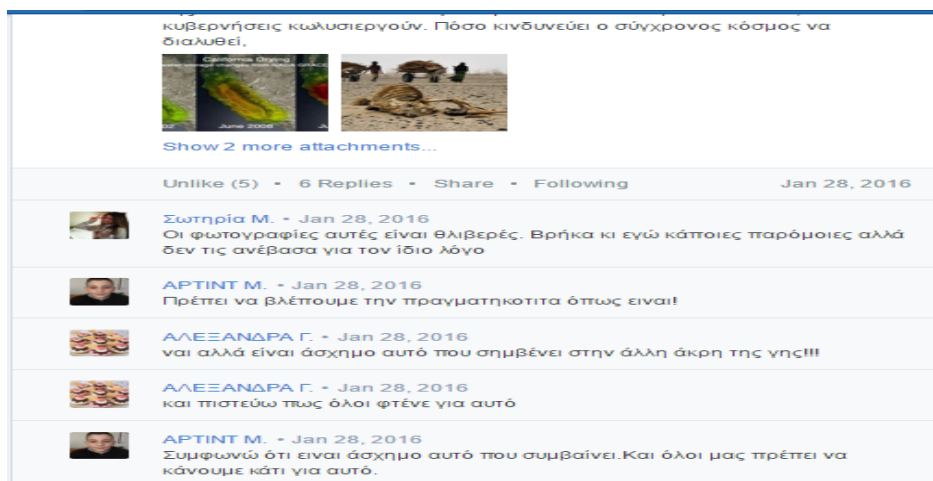 κυβερνήσεις κωλυσιεργούν. Πόσο κινδυνεύει ο σύγχρονος κόσμος να
διαλυθεί,
California Drying
June 2008
Show 2 more attachments...
Unlike (5) • 6 Replies • Share • Following Jan 28, 2016
Σωτηρία Μ. • Jan 28, 2016
Οι φωτογραφίες αυτές είναι θλιβερές. Βρήκα κι εγώ κάποιες παρόμοιες αλλά
δεν τις ανέβασα για τον ίδιο λόγο
ΑΡΤΙΝΤ Μ. • Jan 28, 2016
Πρέπει να βλέπουμε την πραγματηκοτιτα όπως ειναι!
ΑΛΕΞΑΝΔΡΑ Γ. • Jan 28, 2016
ναι αλλά είναι άσχημο αυτό που σημβένει στην άλλη άκρη της γης!!!
ΑΛΕΞΑΝΔΡΑ Γ. • Jan 28, 2016
και πιστεύω πως όλοι φτένε για αυτό
ΑΡΤΙΝΤ Μ. • Jan 28, 2016
Συμφωνώ ότι ειναι άσχημο αυτό που συμβαίνει.Και όλοι μας πρέπει να
κάνουμε κάτι για αυτό.